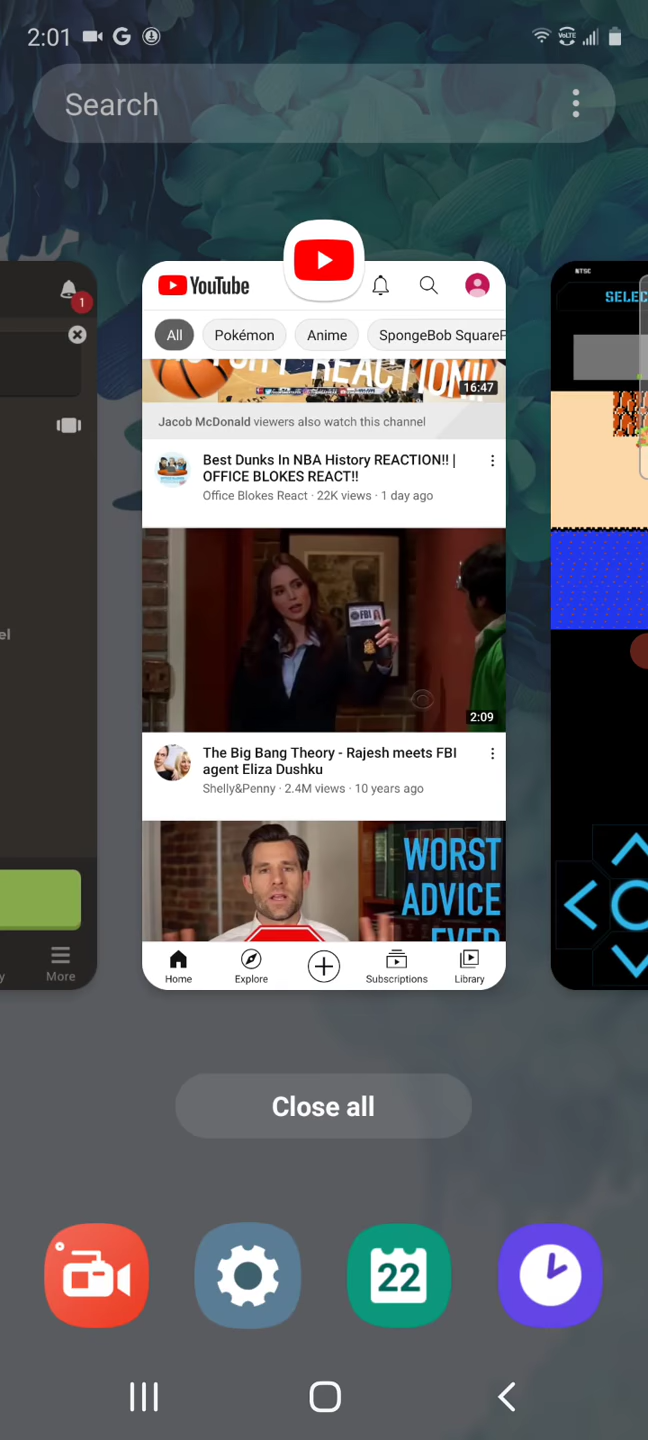 2:01
VoLTE
Search
1
NTSC
YouTube
SELEC
All
Pokémon
Anime
SpongeBob SquareP
REACTION!!
16:47
Jacob McDonald viewers also watch this channel
Best Dunks In NBA History REACTION!! |
OFFICE BLOKES REACT!!
Office Blokes React · 22K views · 1 day ago
FBI
el
2:09
The Big Bang Theory - Rajesh meets FBI
agent Eliza Dushku
Shelly&Penny · 2.4M views · 10 years ago
WORST
ADVICE
EVER
y
More
Home
Explore
Subscriptions
Library
Close all
22